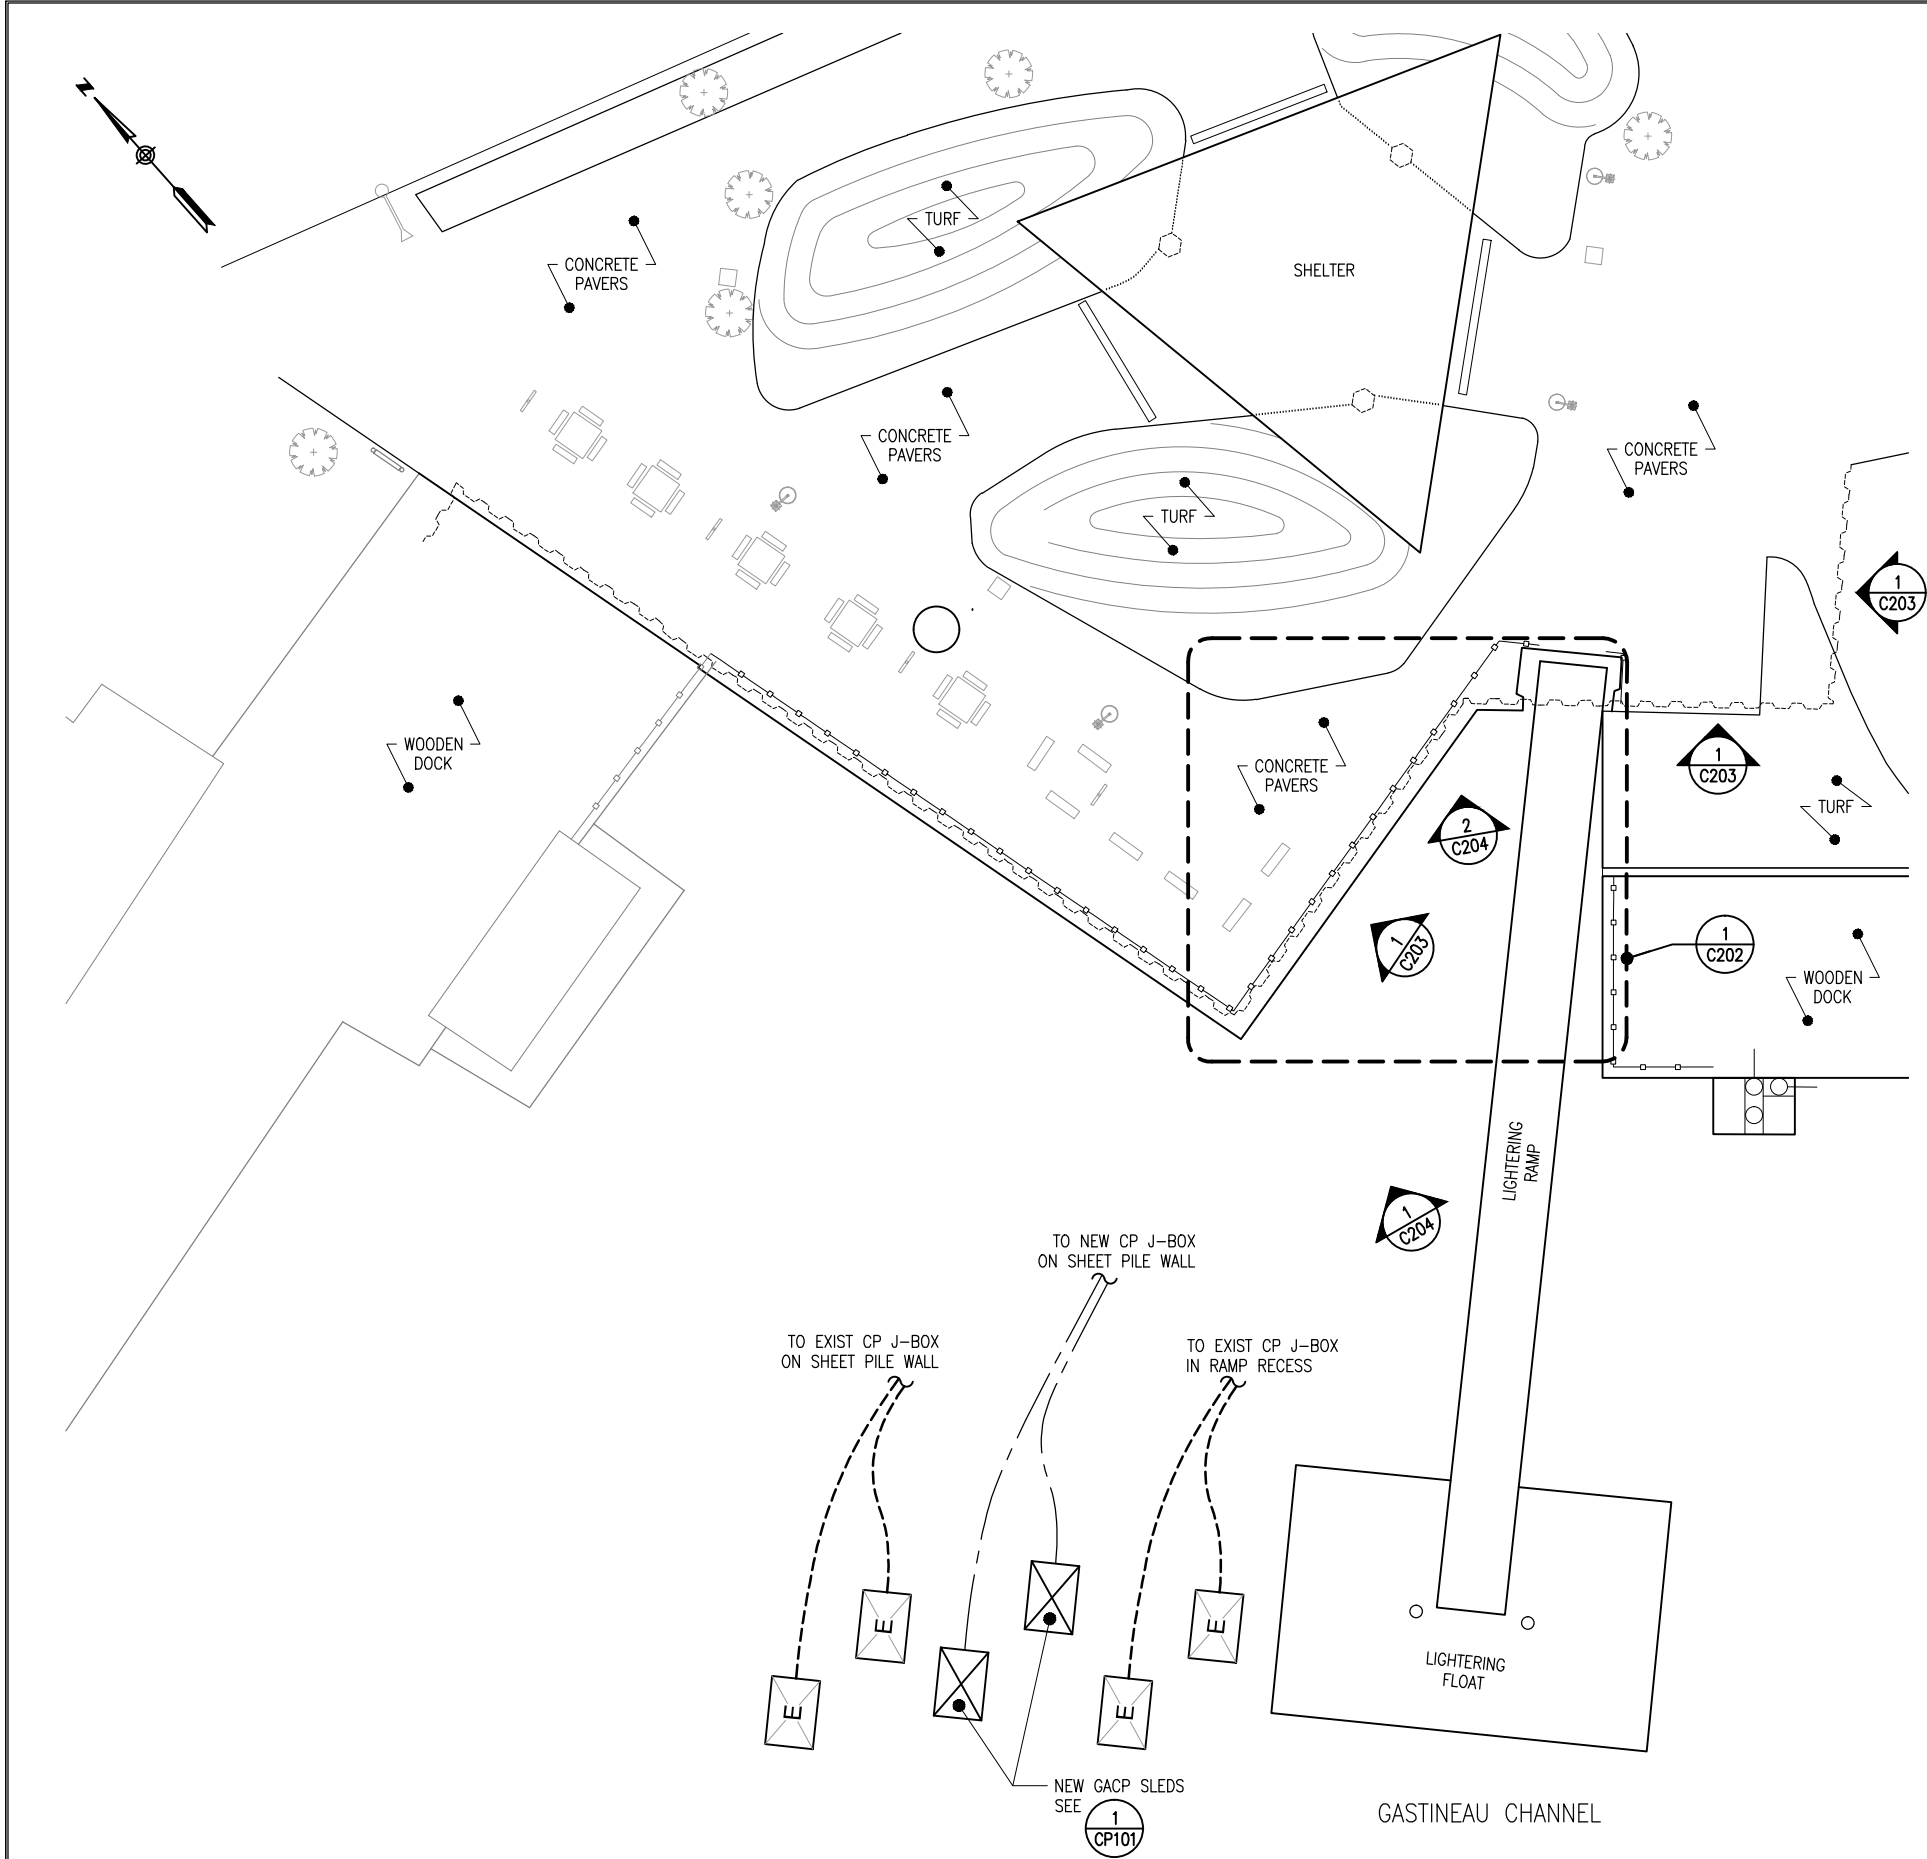 N
TURF
CONCRETE
PAVERS
SHELTER
CONCRETE
PAVERS
CONCRETE
PAVERS
TURF
1
C203
WOODEN
DOCK
CONCRETE
PAVERS
1
C203
TURF
2
C204
1
C203
1
C202
WOODEN
DOCK
LIGHTERING
RAMP
1
C204
TO NEW CP J-BOX
ON SHEET PILE WALL
TO EXIST CP J-BOX
ON SHEET PILE WALL
TO EXIST CP J-BOX
IN RAMP RECESS
E
E
E
E
LIGHTERING
FLOAT
NEW GACP SLEDS
SEE
1
CP101
GASTINEAU CHANNEL